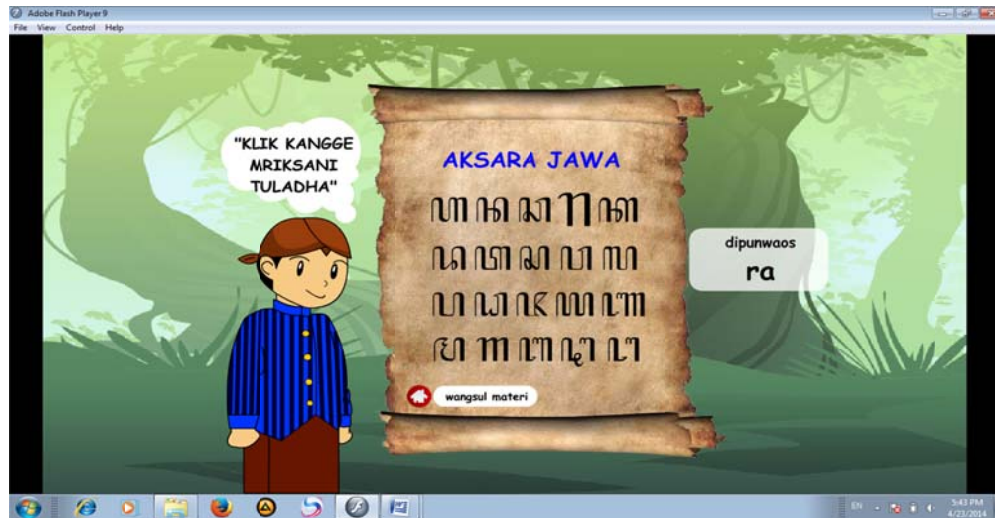 Adobe Flash Player 9
File View Control Help
"KLIK KANGGE
MRIKSANI
TULADHA"
AKSARA JAWA
ꦲ ꦤ ꦕ ꦫ ꦏ
ꦢ ꦠ ꦱ ꦮ ꦭ
ꦥ ꦝ ꦗ ꦪ ꦚ
ꦩ ꦒ ꦧ ꦛ ꦔ
dipunwaos
ra
wangsul materi
EN
5:43 PM
4/23/2014